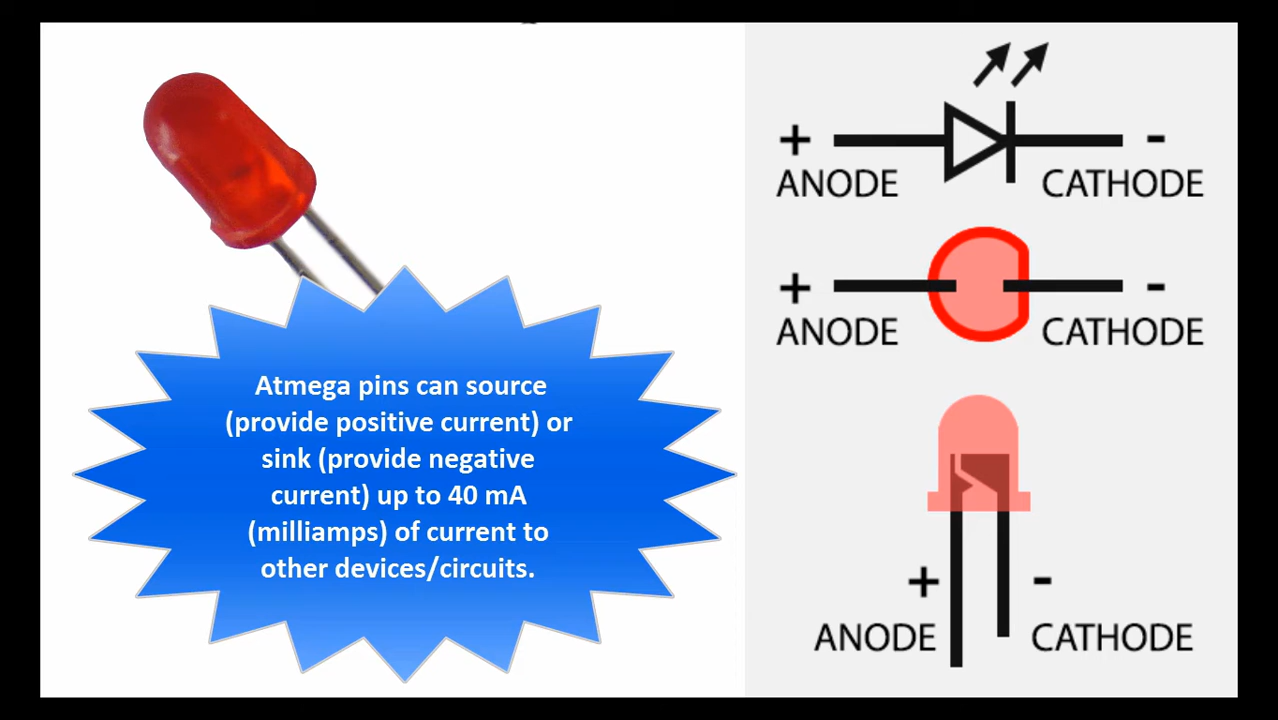 Atmega pins can source
(provide positive current) or
sink (provide negative
current) up to 40 mA
(milliamps) of current to
other devices/circuits.
+ -
ANODE CATHODE
+ -
ANODE CATHODE
+ -
ANODE CATHODE